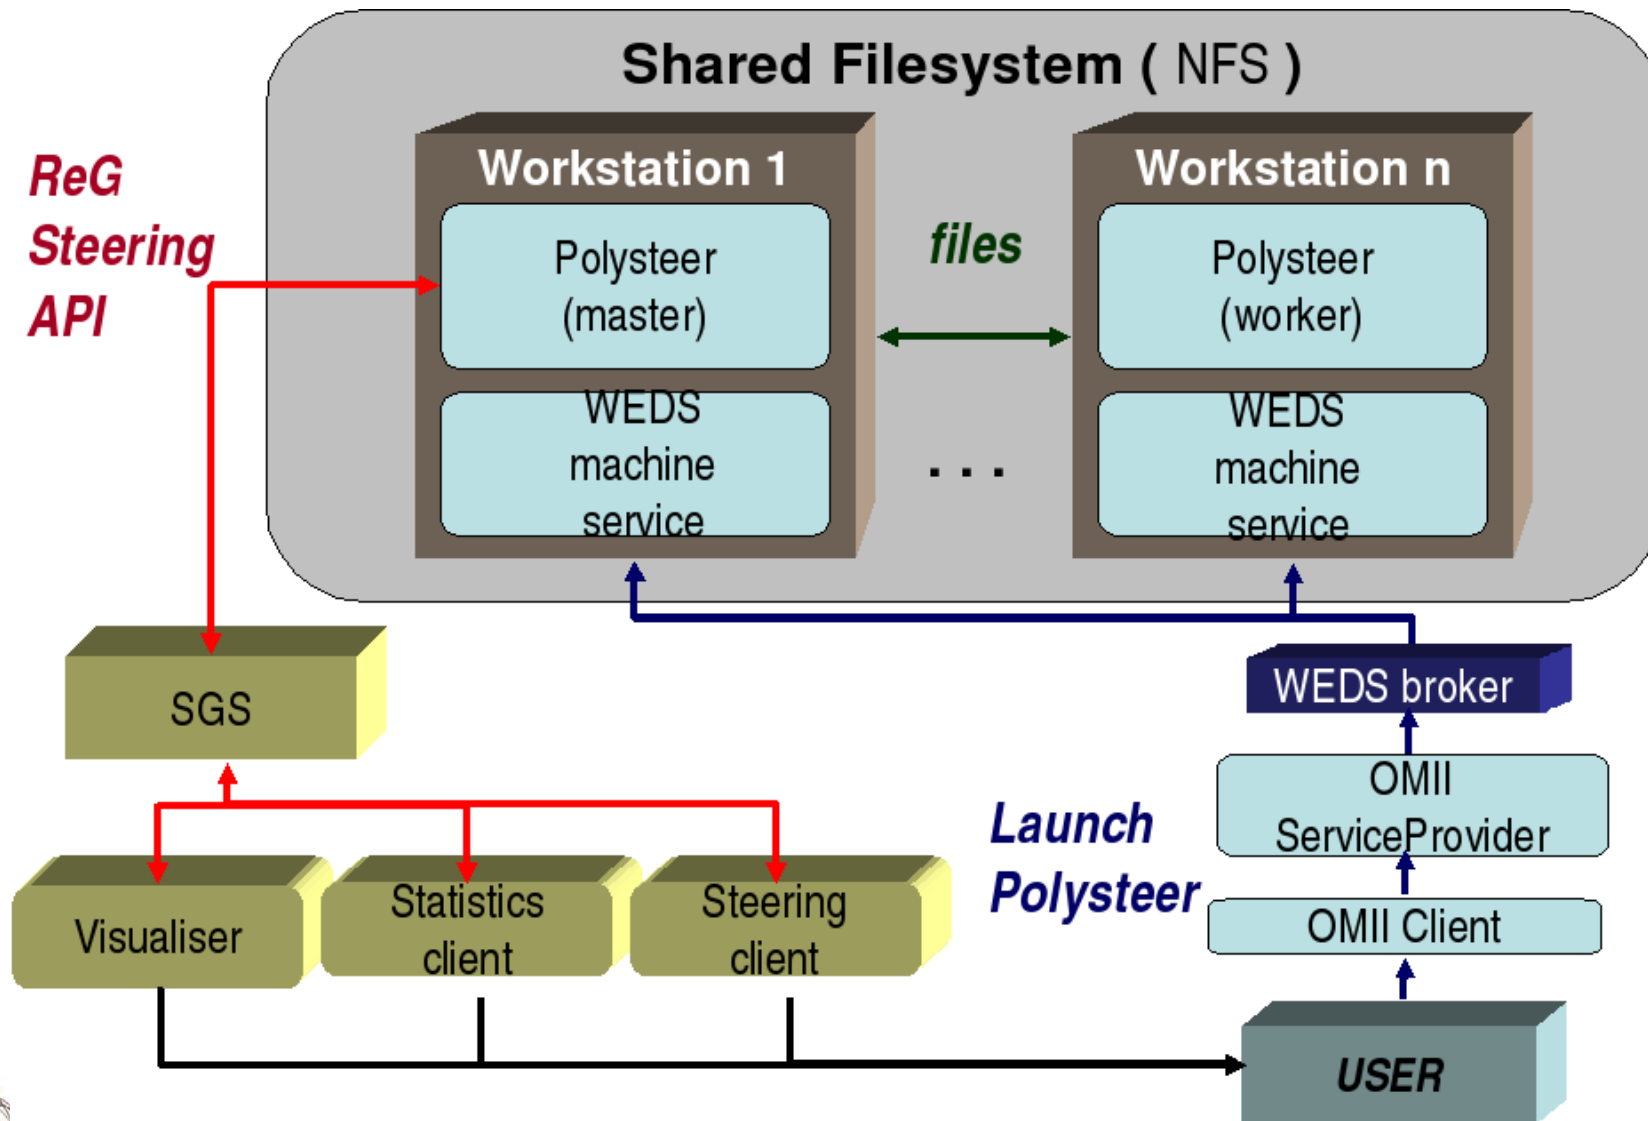 Shared Filesystem ( NFS )
ReG
Steering
API
Workstation 1
Polysteer
(master)
WEDS
machine
service
files
. . .
Workstation n
Polysteer
(worker)
WEDS
machine
service
SGS
WEDS broker
OMII
ServiceProvider
Launch
Polysteer
OMII Client
Visualiser
Statistics
client
Steering
client
USER